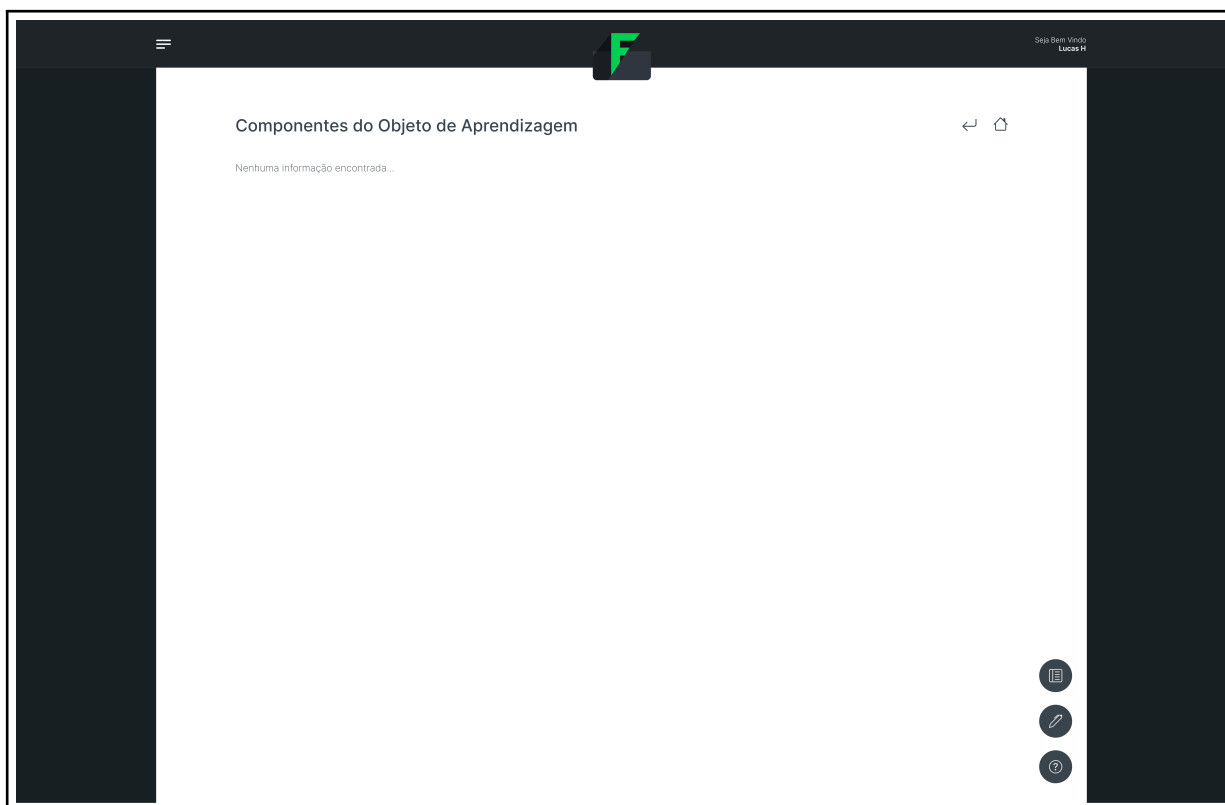 Seja Bem Vindo
Lucas H
Componentes do Objeto de Aprendizagem
Nenhuma informação encontrada...